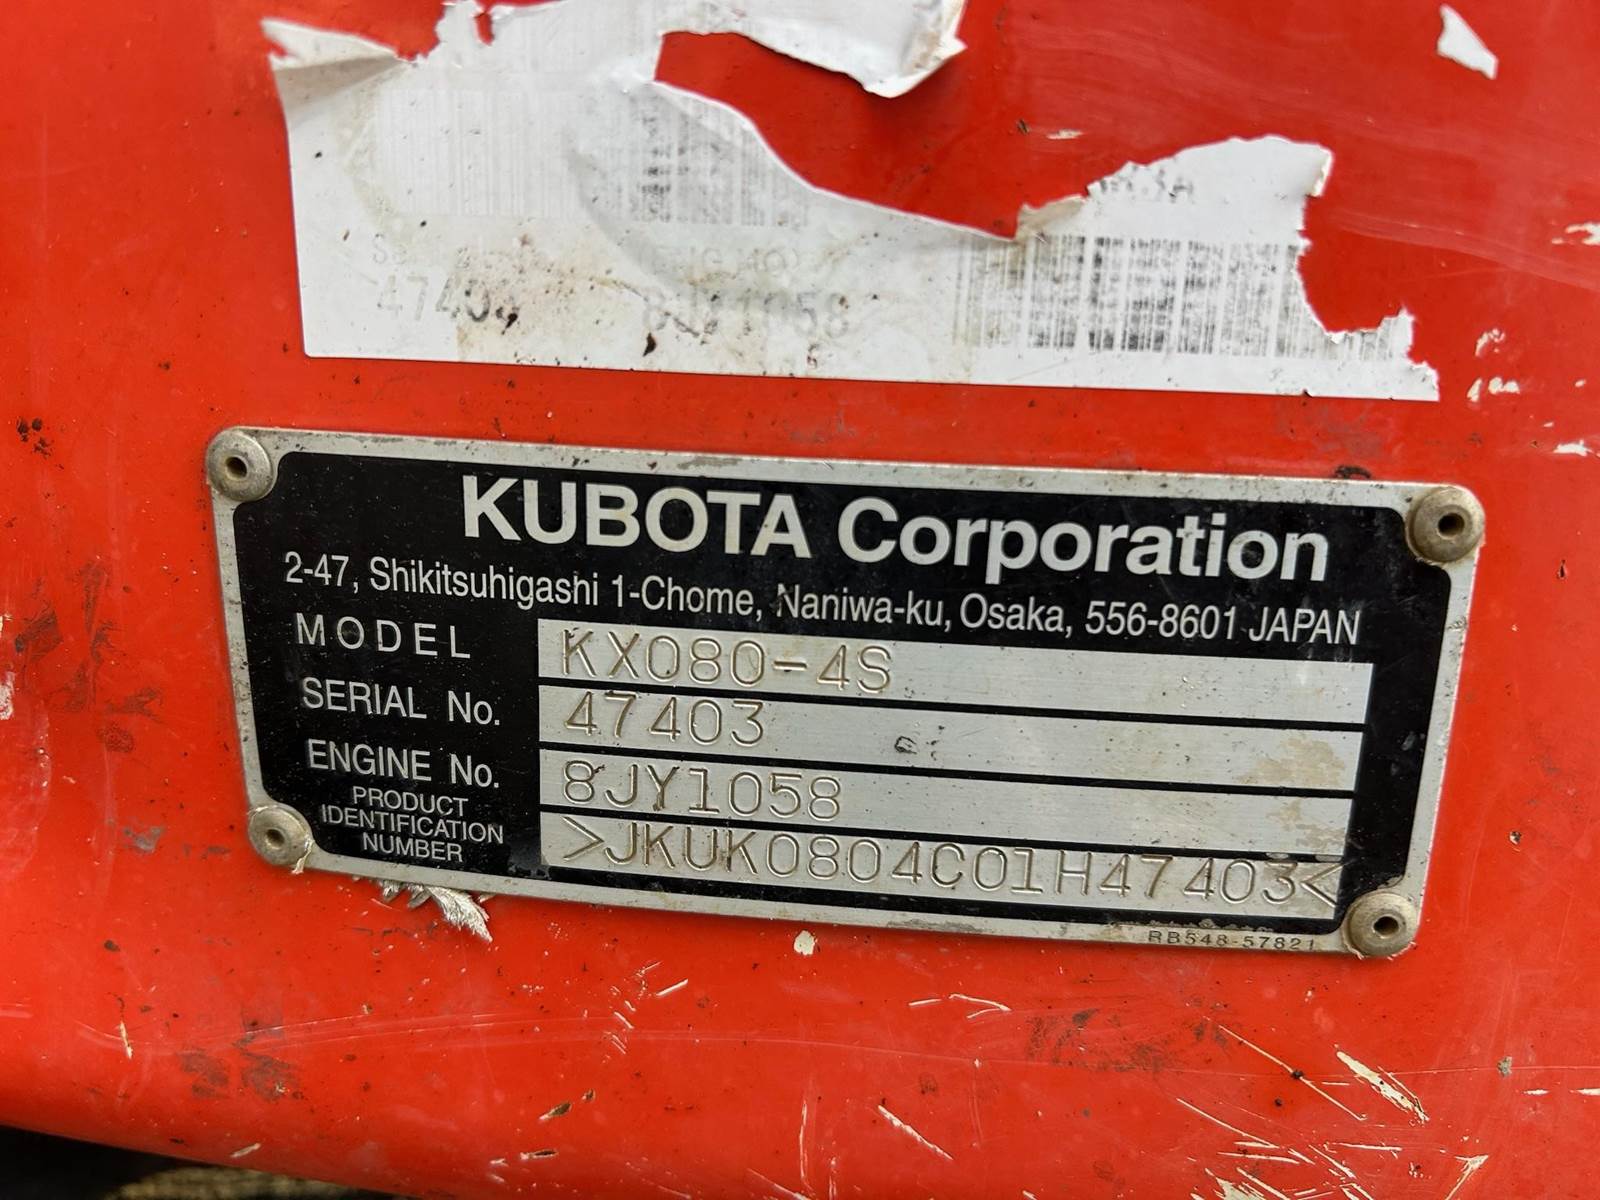 47403
8JY1058
KUBOTA Corporation
2-47, Shikitsuhigashi 1-Chome, Naniwa-ku, Osaka, 556-8601 JAPAN
MODEL KX080-4S
SERIAL No. 47403
ENGINE No. 8JY1058
PRODUCT
IDENTIFICATION
NUMBER
>JKUK0804C01H47403<
RB548-57821